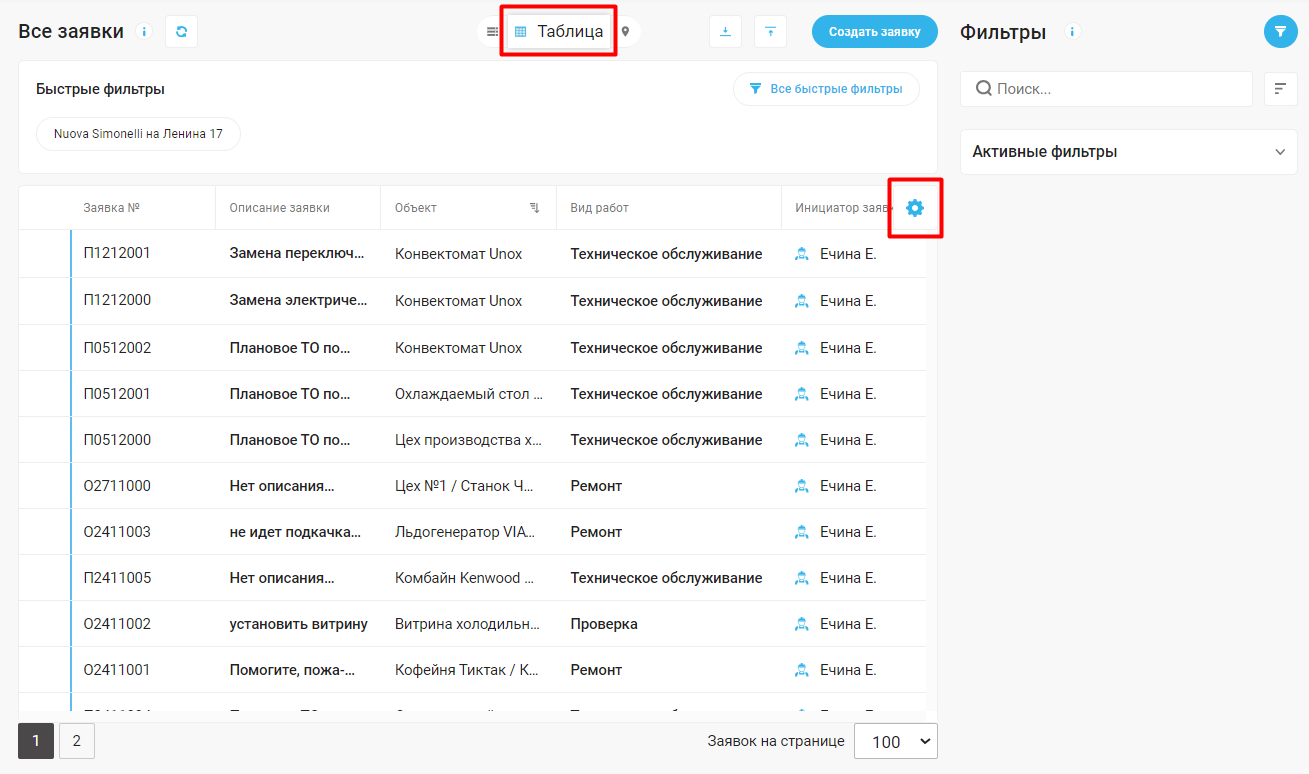 Все заявки
Таблица
Создать заявку
Фильтры
Быстрые фильтры
Все быстрые фильтры
Поиск...
Nuova Simonelli на Ленина 17
Активные фильтры
Заявка № Описание заявки Объект Вид работ Инициатор
П1212001 Замена переключ... Конвектомат Unox Техническое обслуживание Ечина Е.
П1212000 Замена электриче... Конвектомат Unox Техническое обслуживание Ечина Е.
П0512002 Плановое ТО по... Конвектомат Unox Техническое обслуживание Ечина Е.
П0512001 Плановое ТО по... Охлаждаемый стол ... Техническое обслуживание Ечина Е.
П0512000 Плановое ТО по... Цех производства х... Техническое обслуживание Ечина Е.
О2711000 Нет описания... Цех №1 / Станок Ч... Ремонт Ечина Е.
О2411003 не идет подкачка... Льдогенератор VIA... Ремонт Ечина Е.
П2411005 Нет описания... Комбайн Kenwood ... Техническое обслуживание Ечина Е.
О2411002 установить витрину Витрина холодильн... Проверка Ечина Е.
О2411001 Помогите, пожа-... Кофейня Тиктак / К... Ремонт Ечина Е.
1 2 Заявок на странице 100